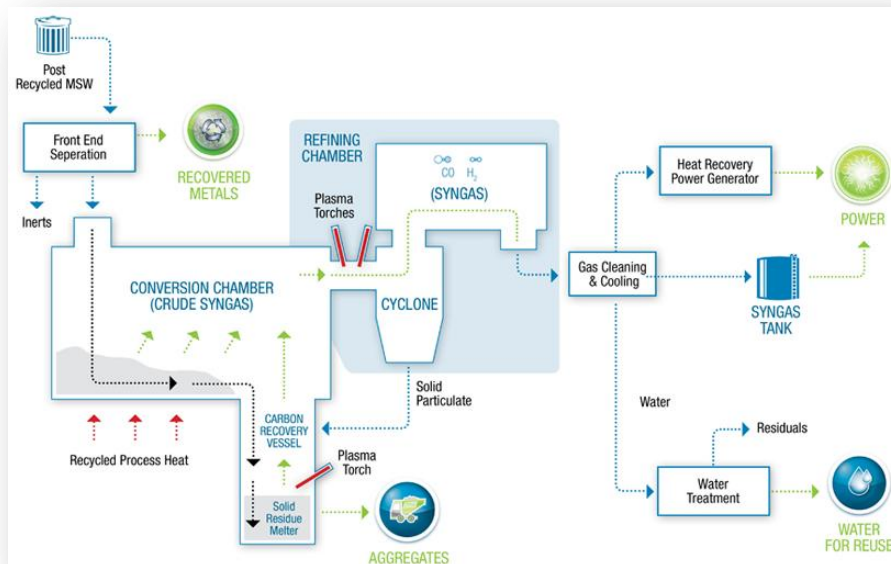 Post
Recycled MSW
Front End
Seperation
RECOVERED
METALS
Inerts
REFINING
CHAMBER
Plasma
Torches
CO H₂
(SYNGAS)
Heat Recovery
Power Generator
POWER
CONVERSION CHAMBER
(CRUDE SYNGAS)
CYCLONE
Gas Cleaning
& Cooling
SYNGAS
TANK
Solid
Particulate
Water
CARBON
RECOVERY
VESSEL
Recycled Process Heat
Plasma
Torch
Residuals
Solid
Residue
Melter
Water
Treatment
AGGREGATES
WATER
FOR REUSE